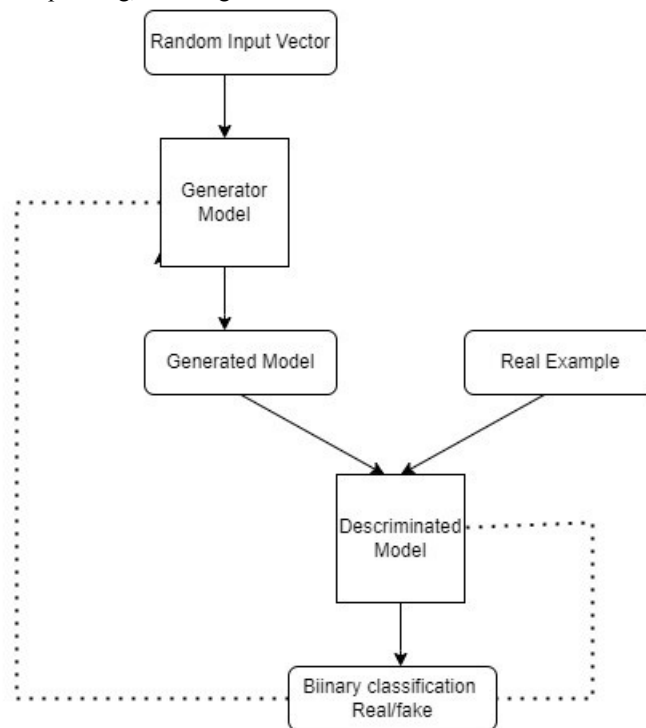 Random Input Vector
Generator
Model
Generated Model
Real Example
Descriminated
Model
Biinary classification
Real/fake